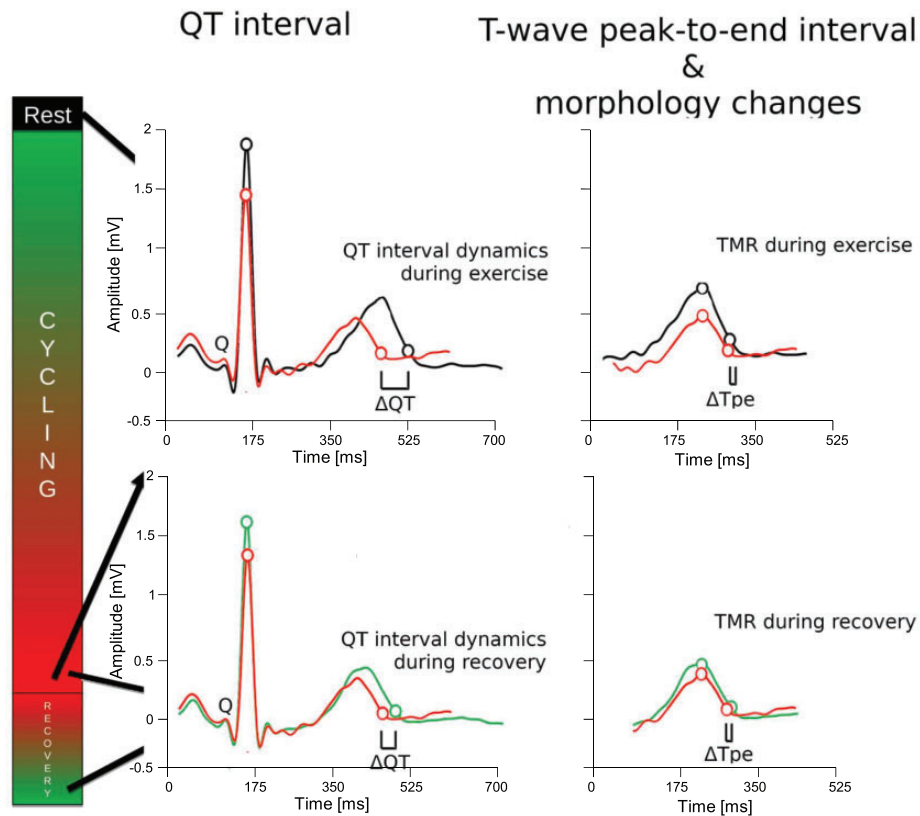 QT interval
T-wave peak-to-end interval
&
morphology changes
Rest
CYCLING
RECOVERY
Amplitude [mV]
2
1.5
1
0.5
0
-0.5
QT interval dynamics
during exercise
Q
ΔQT
0 175 350 525 700
Time [ms]
TMR during exercise
ΔTpe
0 175 350 525
Time [ms]
Amplitude [mV]
2
1.5
1
0.5
0
-0.5
QT interval dynamics
during recovery
Q
ΔQT
0 175 350 525 700
Time [ms]
TMR during recovery
ΔTpe
0 175 350 525
Time [ms]